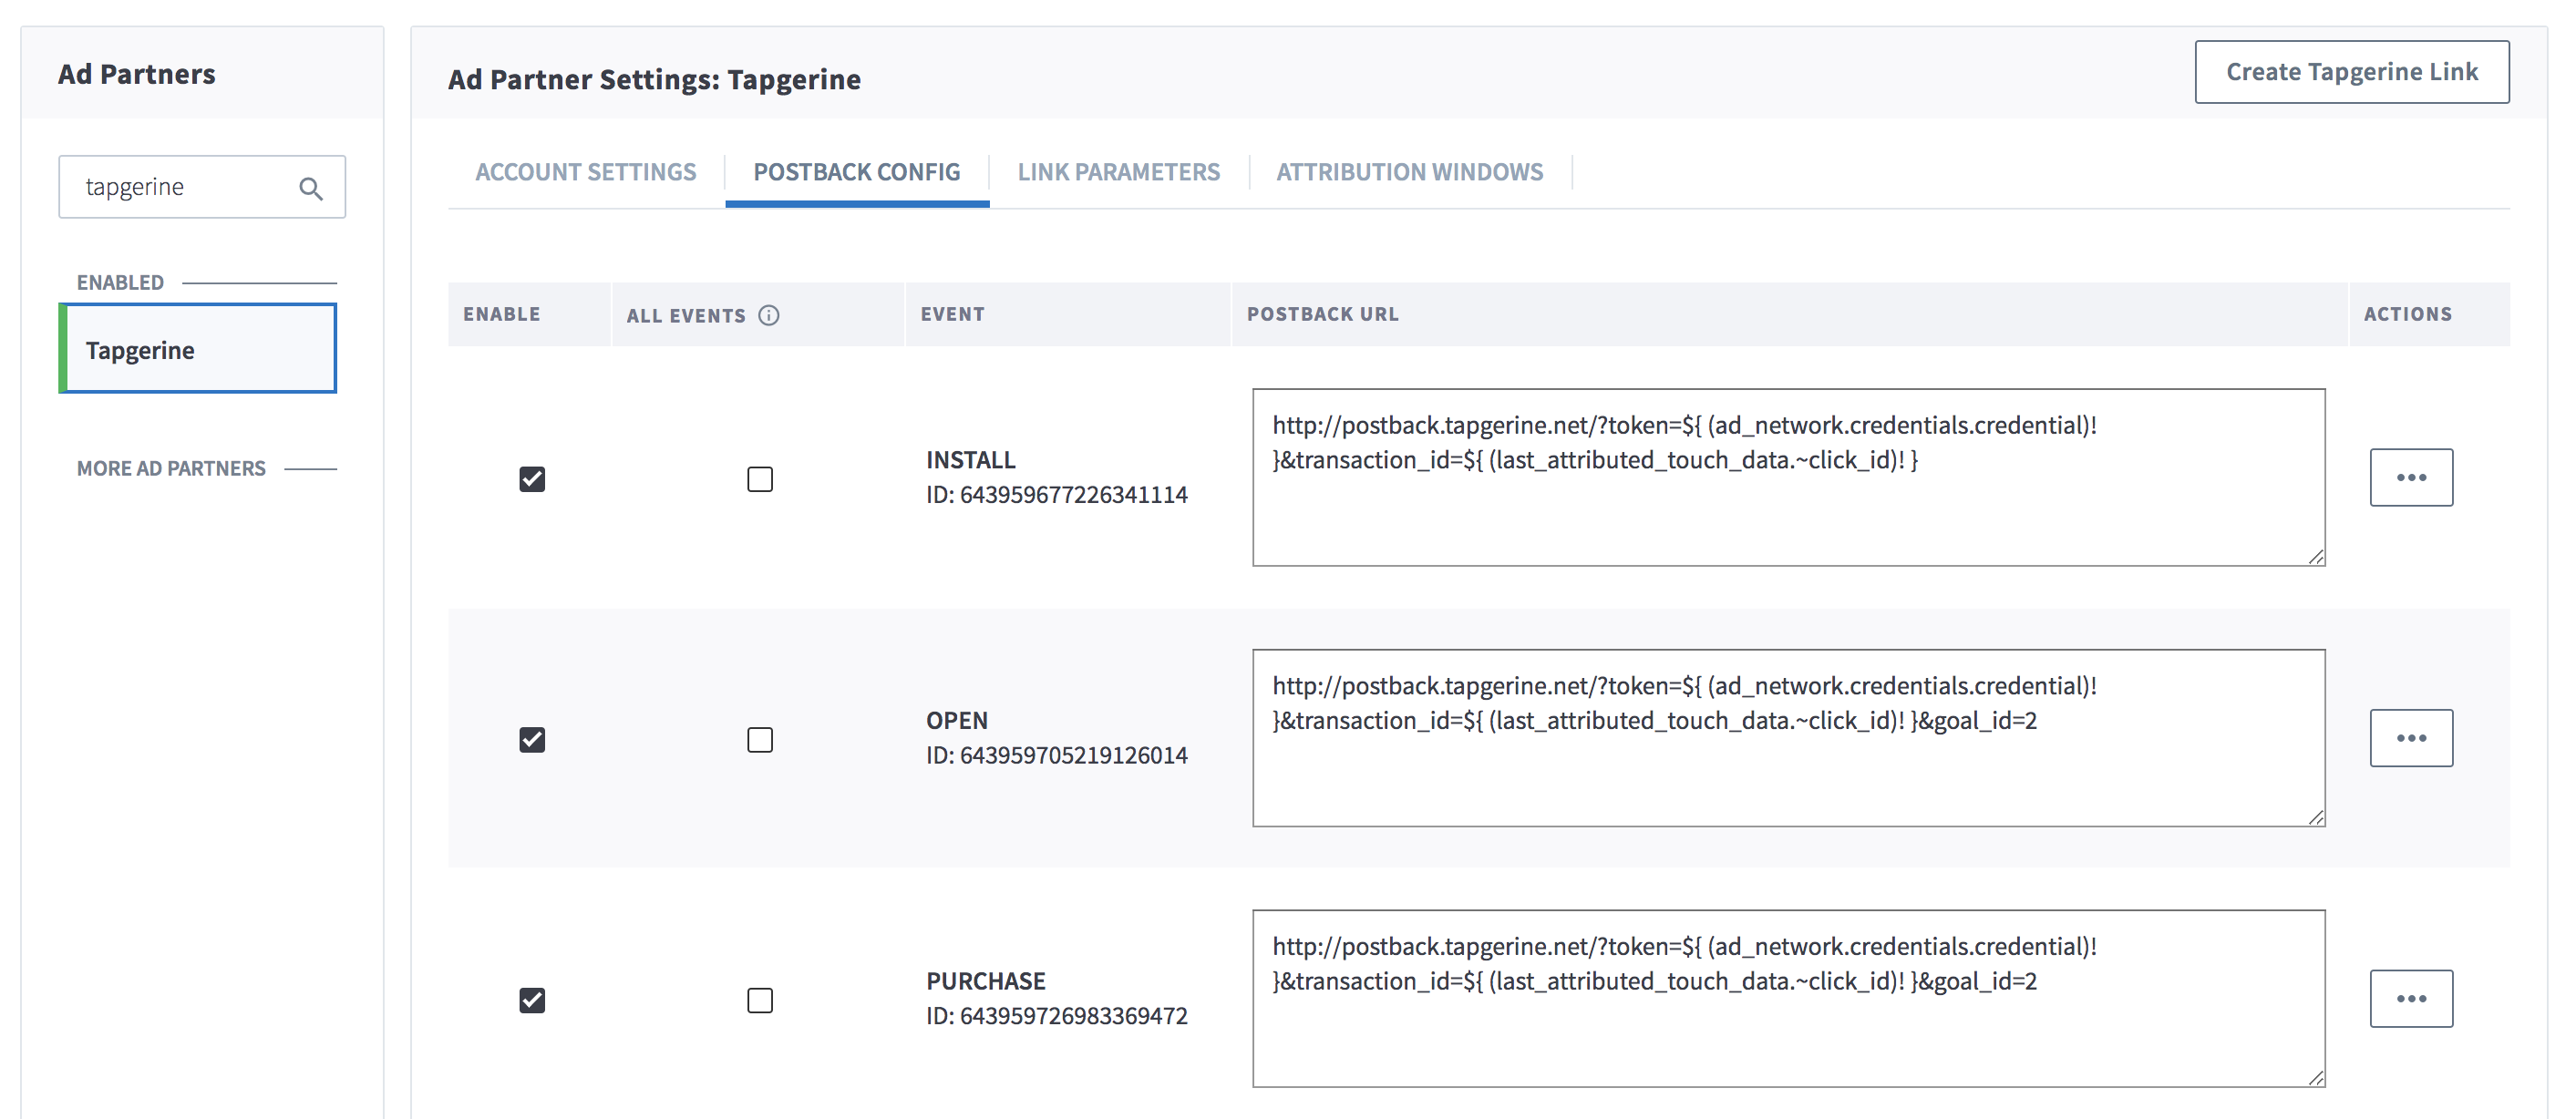 Ad Partners
tapgerine
ENABLED
Tapgerine
MORE AD PARTNERS
Ad Partner Settings: Tapgerine
Create Tapgerine Link
ACCOUNT SETTINGS
POSTBACK CONFIG
LINK PARAMETERS
ATTRIBUTION WINDOWS
ENABLE
ALL EVENTS
EVENT
POSTBACK URL
ACTIONS
INSTALL
ID: 643959677226341114
http://postback.tapgerine.net/?token=${ (ad_network.credentials.credential)!
}&transaction_id=${ (last_attributed_touch_data.~click_id)! }
OPEN
ID: 643959705219126014
http://postback.tapgerine.net/?token=${ (ad_network.credentials.credential)!
}&transaction_id=${ (last_attributed_touch_data.~click_id)! }&goal_id=2
PURCHASE
ID: 643959726983369472
http://postback.tapgerine.net/?token=${ (ad_network.credentials.credential)!
}&transaction_id=${ (last_attributed_touch_data.~click_id)! }&goal_id=2